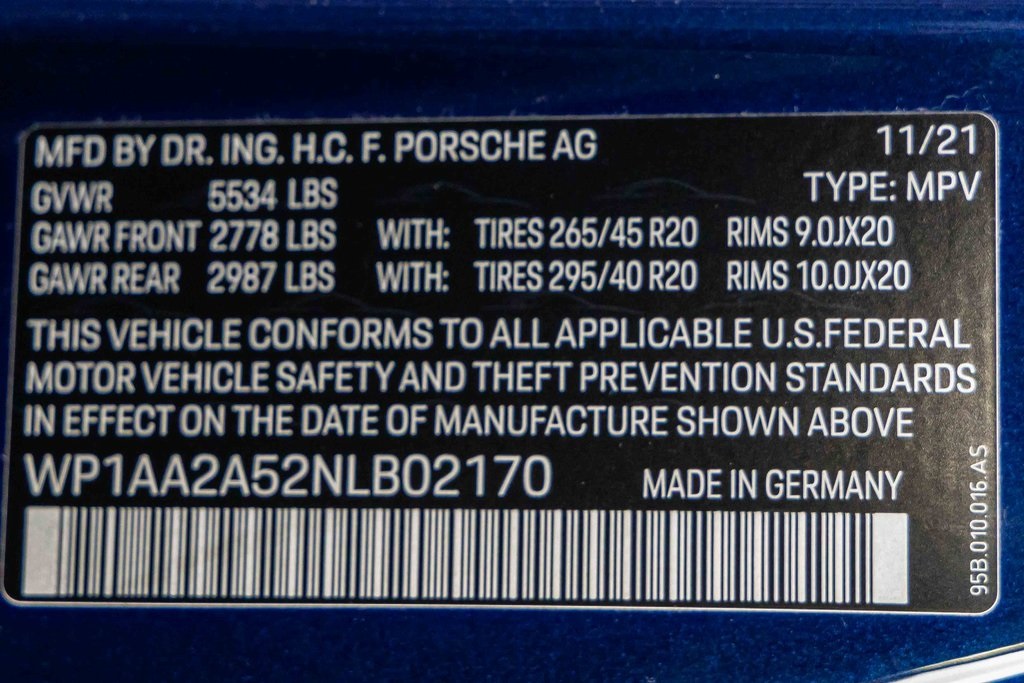 MFD BY DR. ING. H.C. F. PORSCHE AG 11/21
GVWR 5534 LBS TYPE: MPV
GAWR FRONT 2778 LBS WITH: TIRES 265/45 R20 RIMS 9.0JX20
GAWR REAR 2987 LBS WITH: TIRES 295/40 R20 RIMS 10.0JX20
THIS VEHICLE CONFORMS TO ALL APPLICABLE U.S.FEDERAL
MOTOR VEHICLE SAFETY AND THEFT PREVENTION STANDARDS
IN EFFECT ON THE DATE OF MANUFACTURE SHOWN ABOVE
WP1AA2A52NLB02170 MADE IN GERMANY
95B.010.016.AS